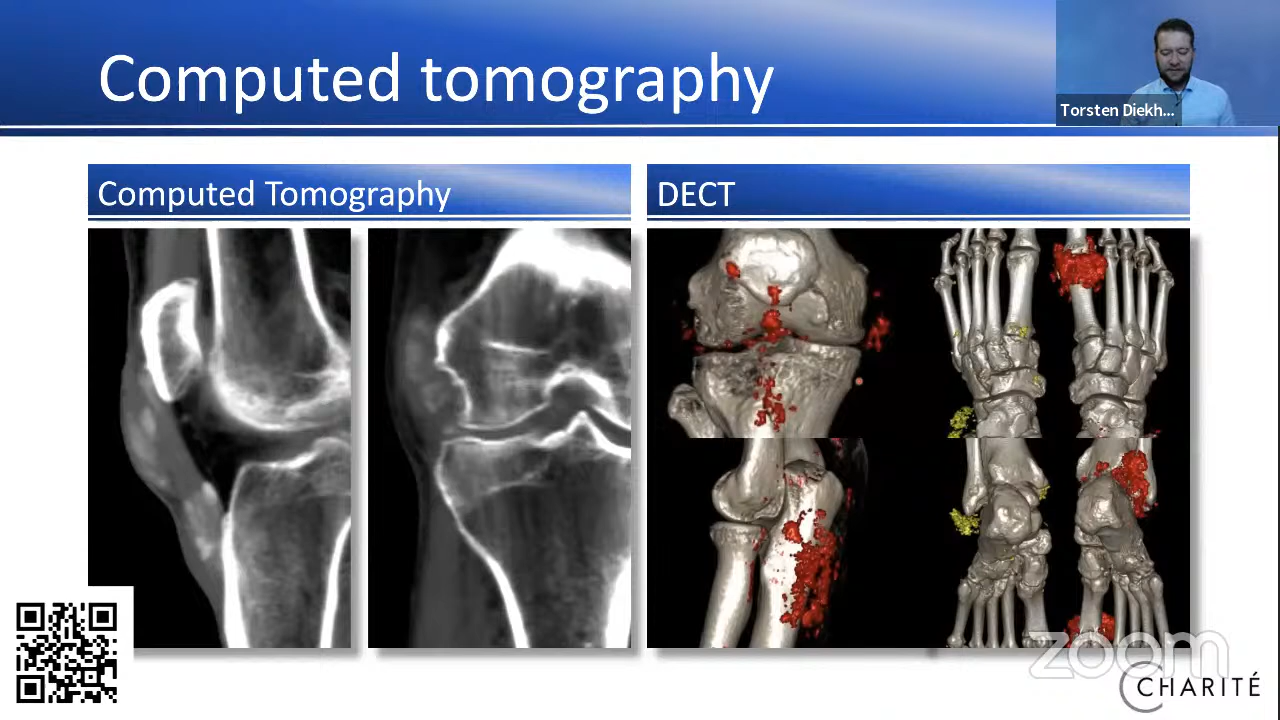 Computed tomography
Torsten Diekh...
Computed Tomography
DECT
zoom
CHARITÉ